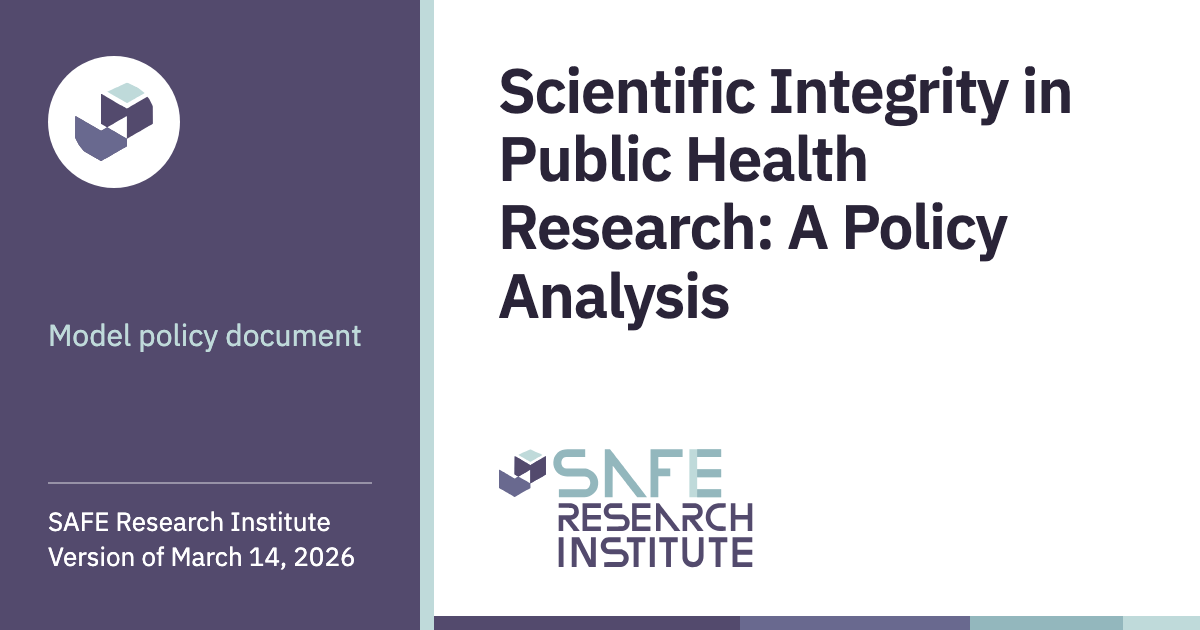 Model policy document
SAFE Research Institute
Version of March 14, 2026
Scientific Integrity in
Public Health
Research: A Policy
Analysis
SAFE
RESEARCH
INSTITUTE